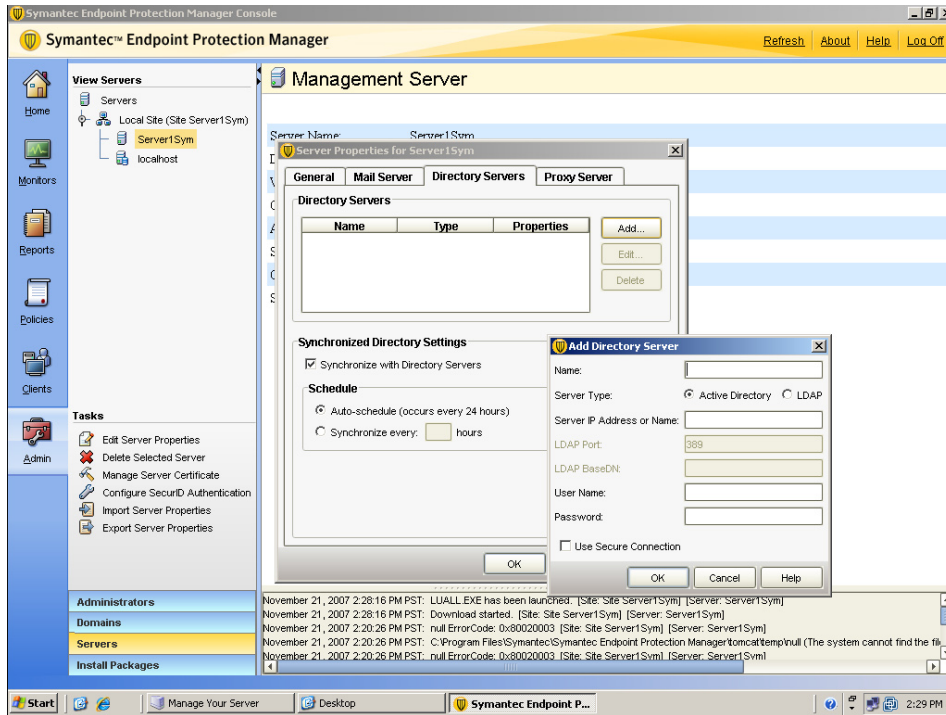 Symantec Endpoint Protection Manager Console
Symantec™ Endpoint Protection Manager
Refresh About Help Log Off
Home
Monitors
Reports
Policies
Clients
Admin
View Servers
Servers
Local Site (Site Server1Sym)
Server1Sym
localhost
Tasks
Edit Server Properties
Delete Selected Server
Manage Server Certificate
Configure SecurID Authentication
Import Server Properties
Export Server Properties
Administrators
Domains
Servers
Install Packages
Management Server
Server Name: Server1Sym
Server Properties for Server1Sym
General Mail Server Directory Servers Proxy Server
Directory Servers
Name Type Properties
Add...
Edit...
Delete
Synchronized Directory Settings
Synchronize with Directory Servers
Schedule
Auto-schedule (occurs every 24 hours)
Synchronize every: hours
OK
Add Directory Server
Name:
Server Type: Active Directory LDAP
Server IP Address or Name:
LDAP Port: 389
LDAP BaseDN:
User Name:
Password:
Use Secure Connection
OK Cancel Help
November 21, 2007 2:28:16 PM PST: LUALL.EXE has been launched. [Site: Site Server1Sym] [Server: Server1Sym]
November 21, 2007 2:28:16 PM PST: Download started. [Site: Site Server1Sym] [Server: Server1Sym]
November 21, 2007 2:20:26 PM PST: null ErrorCode: 0x80020003 [Site: Site Server1Sym] [Server: Server1Sym]
November 21, 2007 2:20:26 PM PST: C:\Program Files\Symantec\Symantec Endpoint Protection Manager\tomcat\temp\null (The system cannot find the
November 21, 2007 2:20:26 PM PST: null ErrorCode: 0x80020003 [Site: Site Server1Sym] [Server: Server1Sym]
Start Manage Your Server Desktop Symantec Endpoint P... 2:29 PM